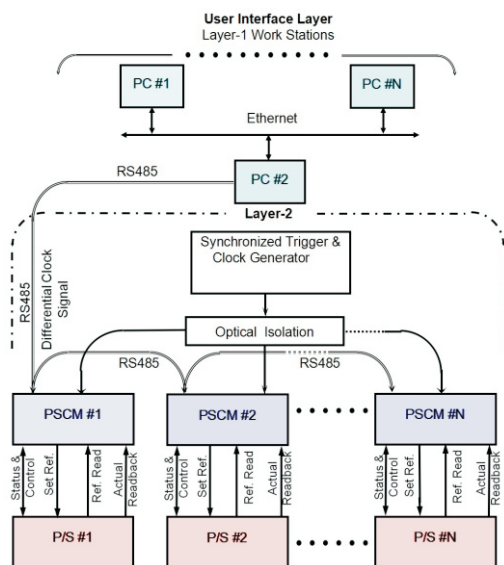 User Interface Layer
Layer-1 Work Stations
PC #1
PC #N
Ethernet
RS485
PC #2
Layer-2
Synchronized Trigger &
Clock Generator
RS485
Differential Clock
Signal
Optical Isolation
RS485
RS485
PSCM #1
PSCM #2
PSCM #N
Status &
Control
Set Ref.
Ref. Read
Actual
Readback
Status &
Control
Set Ref.
Ref. Read
Actual
Readback
Status &
Control
Set Ref.
Ref. Read
Actual
Readback
P/S #1
P/S #2
P/S #N